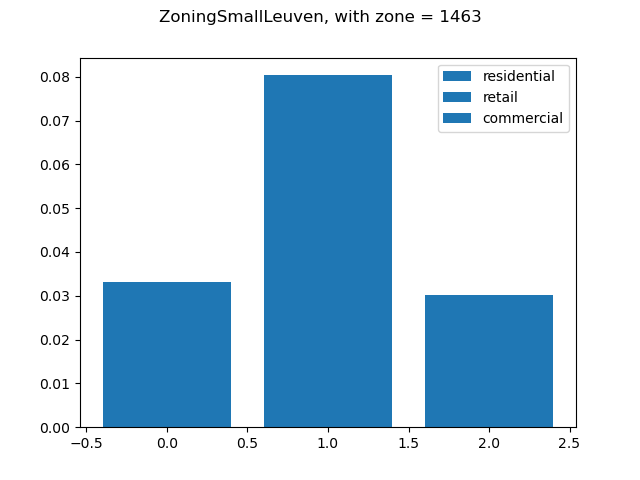 ZoningSmallLeuven, with zone = 1463
residential
retail
commercial
0.08
0.07
0.06
0.05
0.04
0.03
0.02
0.01
0.00
−0.5 0.0 0.5 1.0 1.5 2.0 2.5